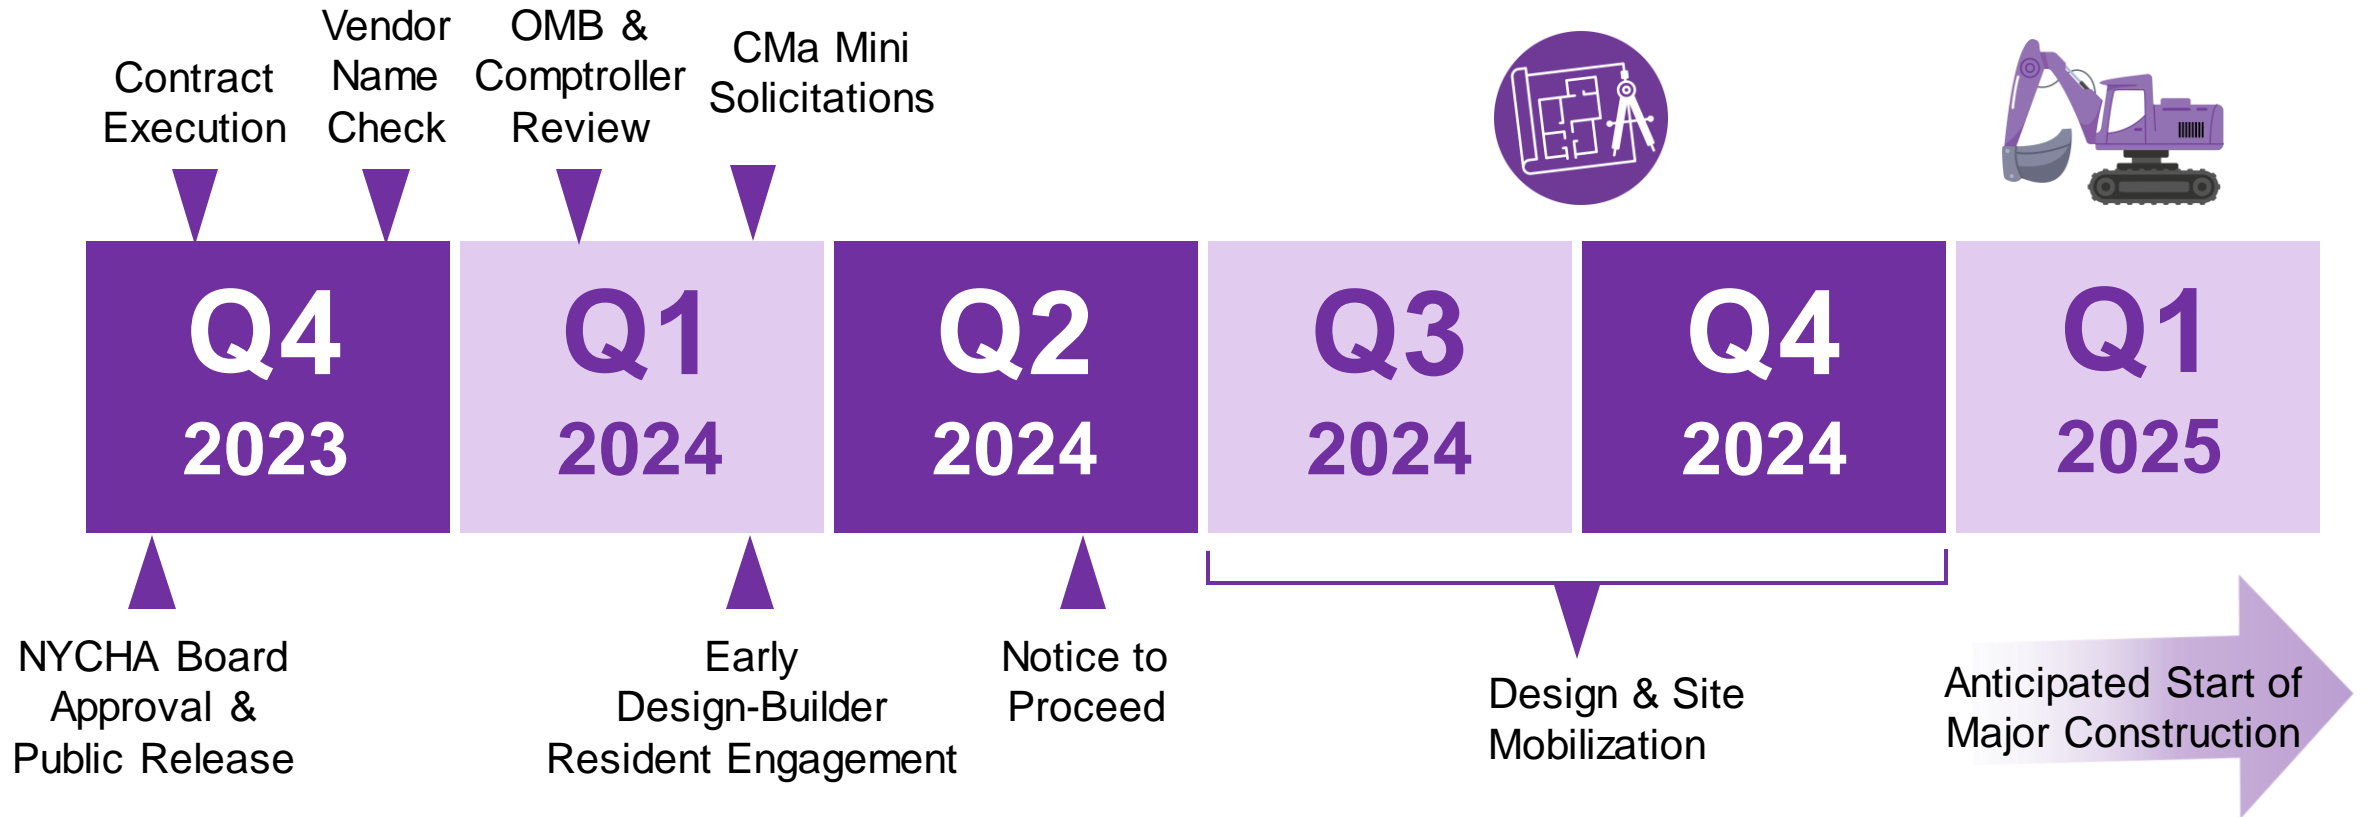 Contract
Execution
Vendor
Name
Check
OMB &
Comptroller
Review
CMa Mini
Solicitations
Q4
2023
Q1
2024
Q2
2024
Q3
2024
Q4
2024
Q1
2025
NYCHA Board
Approval &
Public Release
Early
Design-Builder
Resident Engagement
Notice to
Proceed
Design & Site
Mobilization
Anticipated Start of
Major Construction